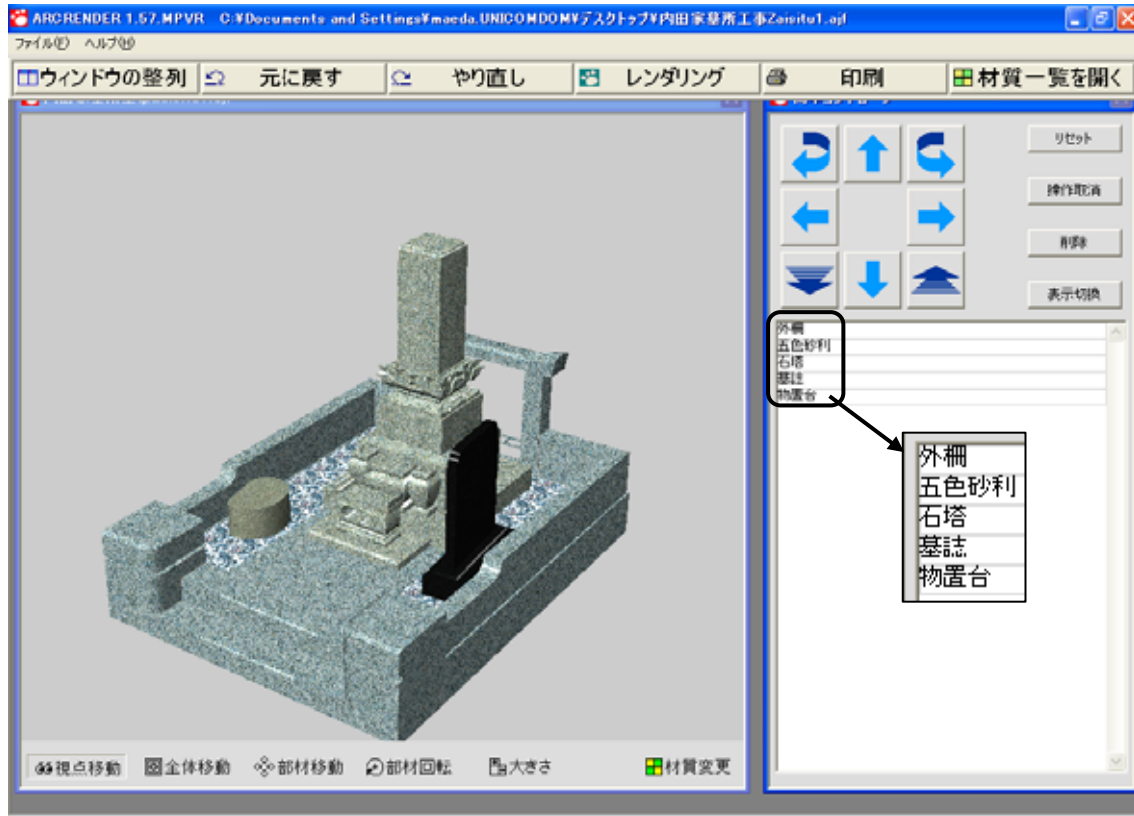 ARCRENDER 1.57.MPVR C:¥Documents and Settings¥maeda.UNICOMDOM¥デスクトップ¥内田家墓所工事Zaisitu1.ajf
ファイル(F) ヘルプ(H)
ウィンドウの整列 元に戻す やり直し レンダリング 印刷 材質一覧を開く
リセット
操作取消
削除
表示切換
外柵
五色砂利
石塔
墓誌
物置台
外柵
五色砂利
石塔
墓誌
物置台
視点移動 全体移動 部材移動 部材回転 大きさ 材質変更